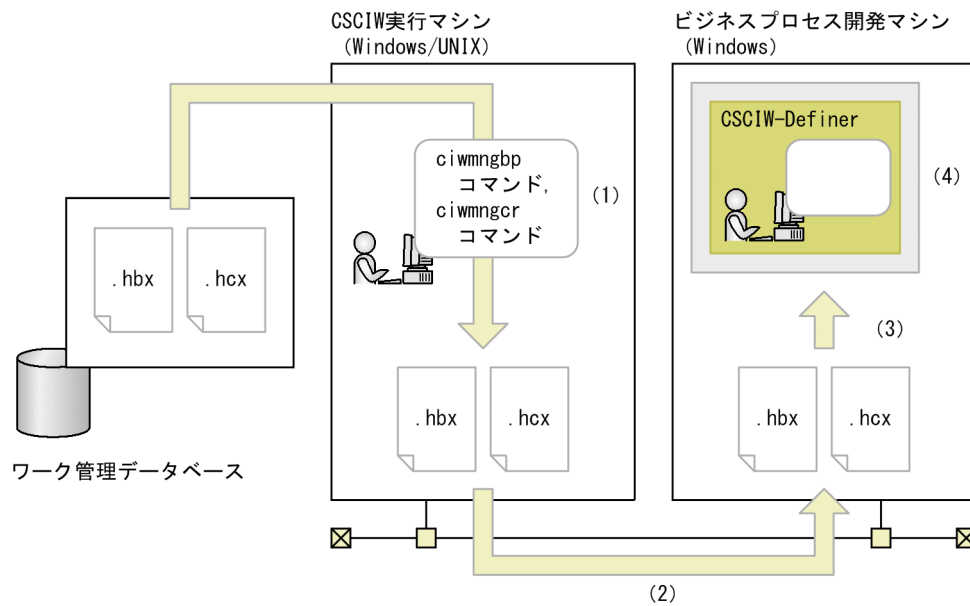 CSCIW実行マシン
（Windows/UNIX）
ビジネスプロセス開発マシン
（Windows）
CSCIW-Definer
ciwmngbp
コマンド,
ciwmngcr
コマンド
(1)
(4)
.hbx
.hcx
(3)
.hbx
.hcx
.hbx
.hcx
ワーク管理データベース
(2)